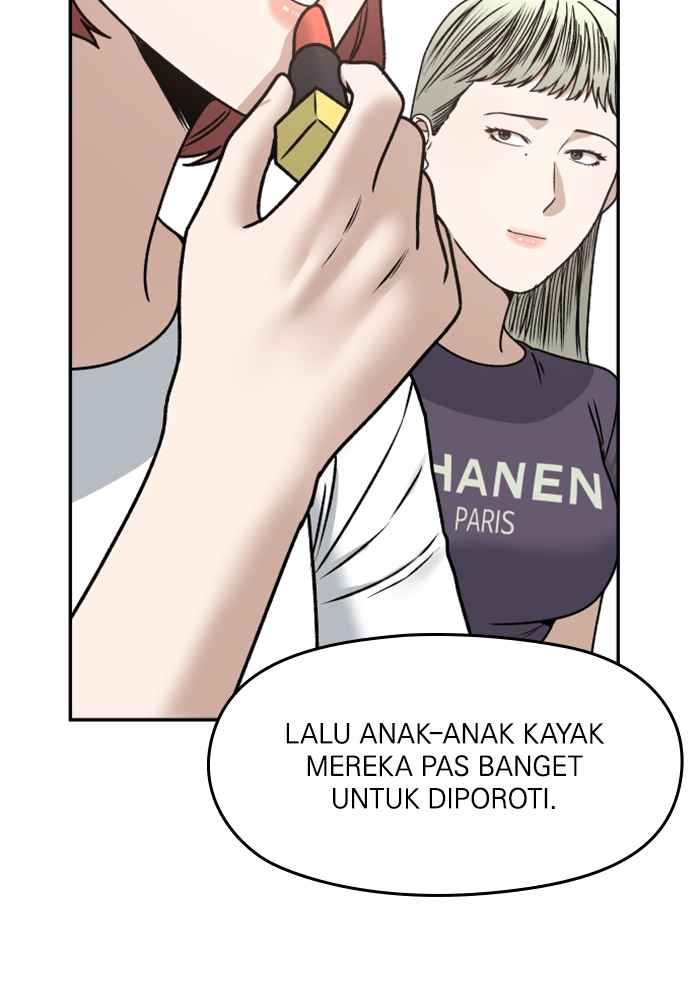 HANEN
PARIS
LALU ANAK-ANAK KAYAK
MEREKA PAS BANGET
UNTUK DIPOROTI.